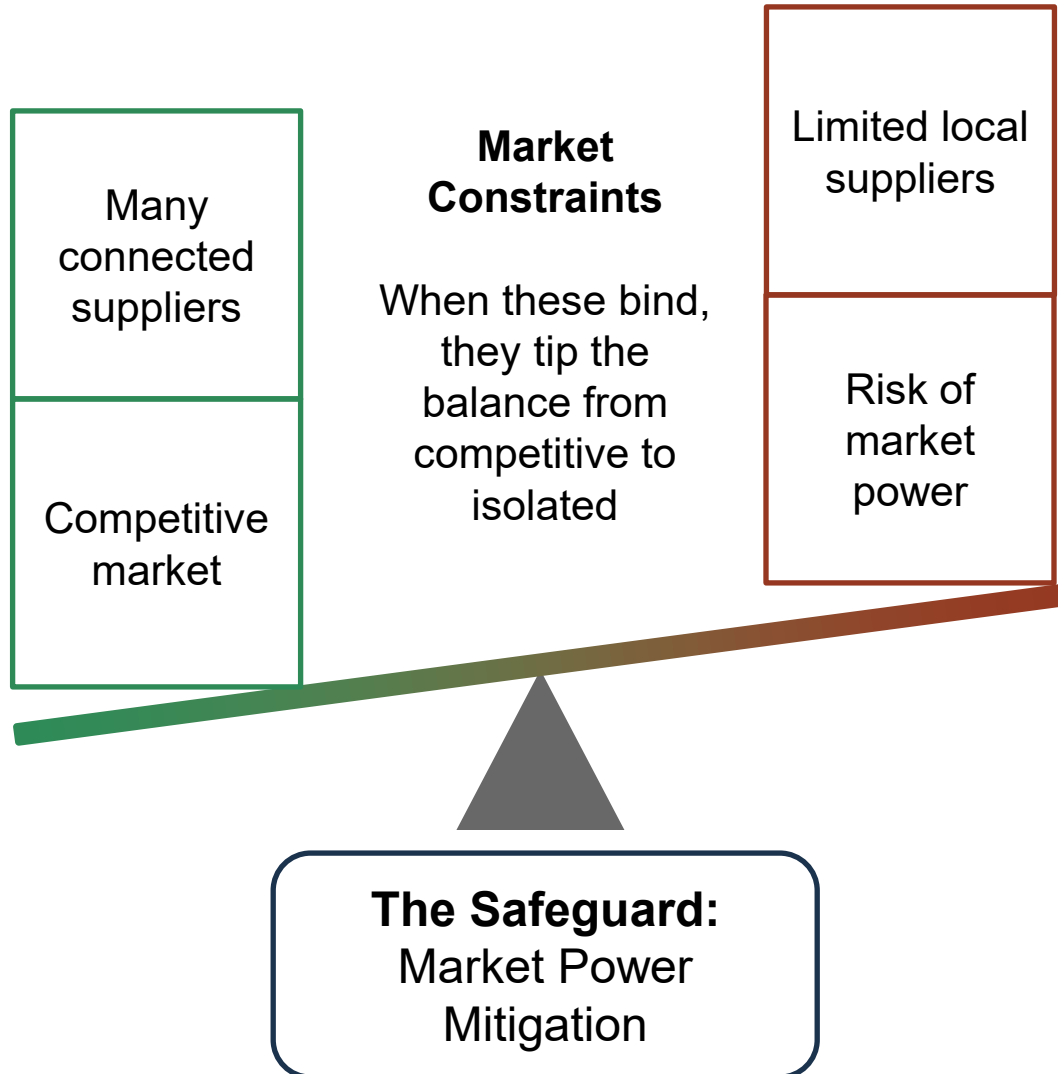 Many
connected
suppliers
Competitive
market
Market
Constraints
When these bind,
they tip the
balance from
competitive to
isolated
Limited local
suppliers
Risk of
market
power
The Safeguard:
Market Power
Mitigation